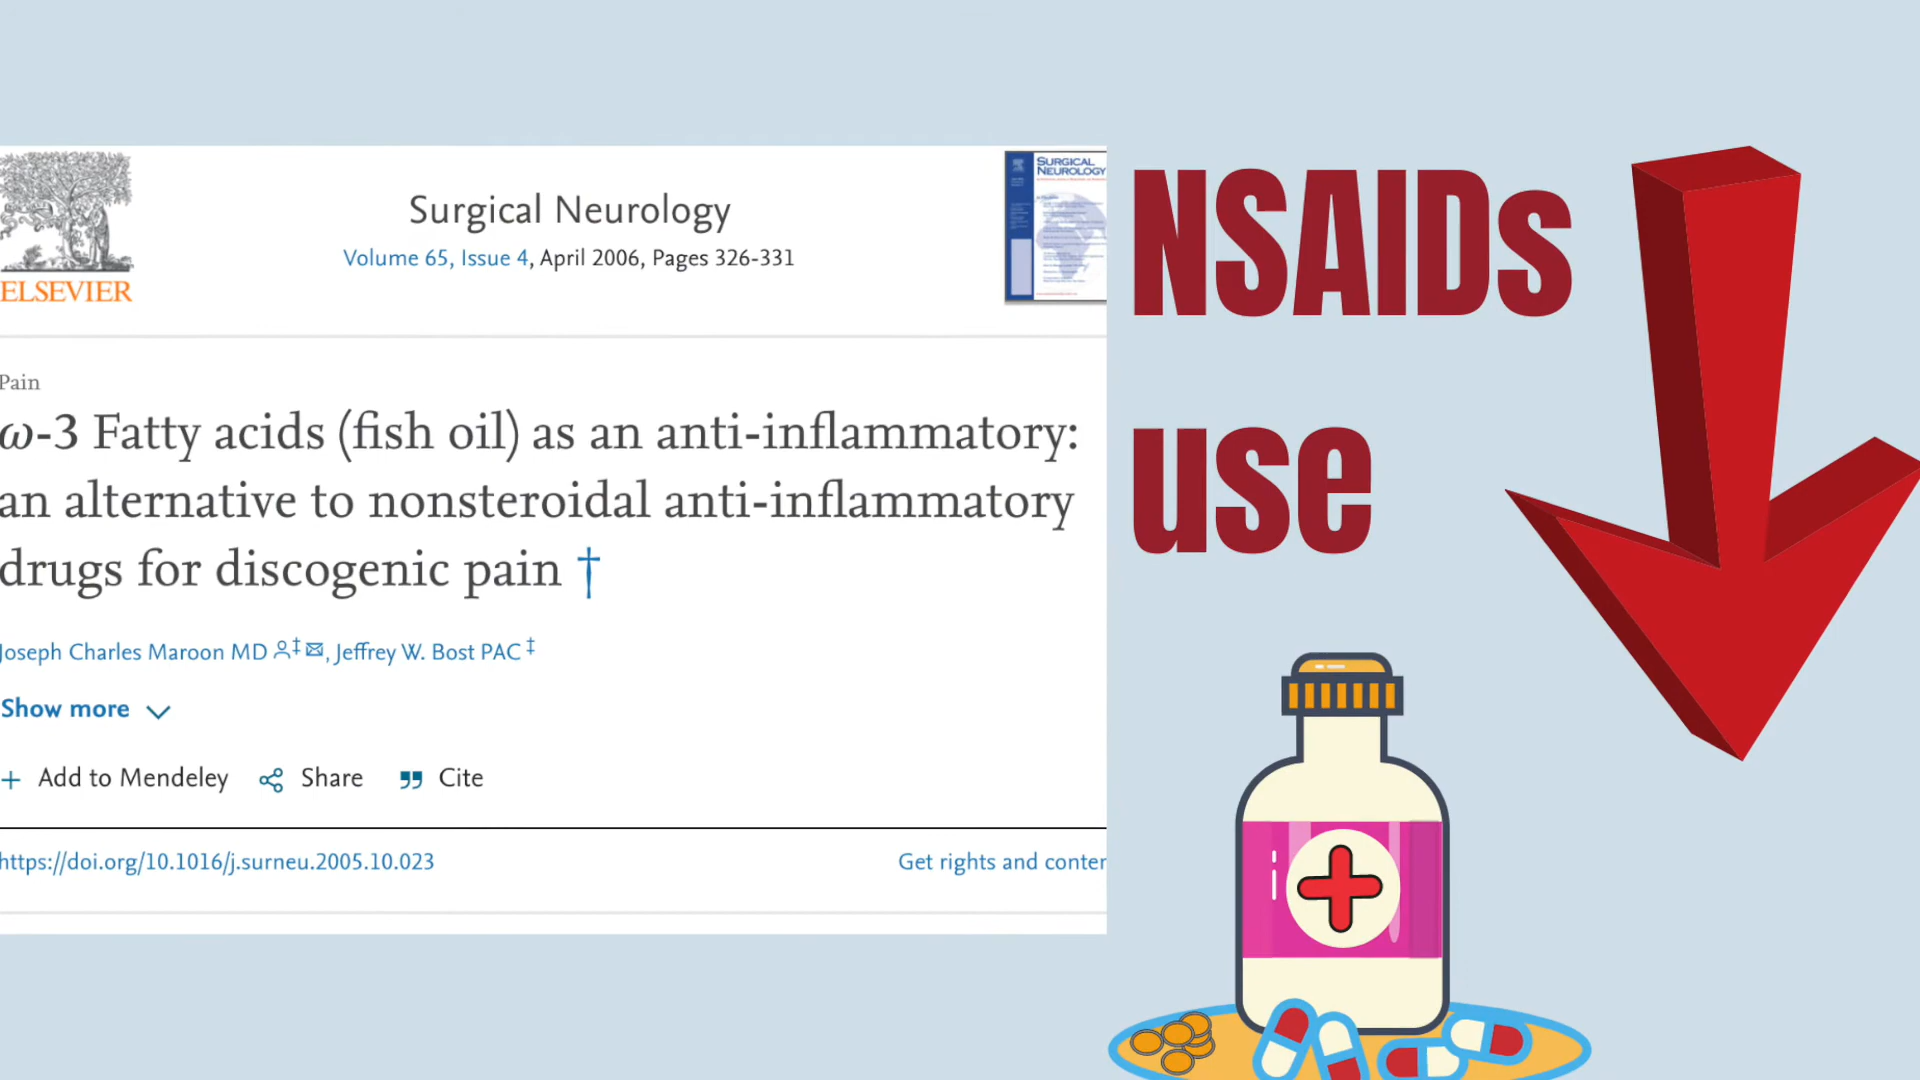 ELSEVIER
Surgical Neurology
Volume 65, Issue 4, April 2006, Pages 326-331
SURGICAL
NEUROLOGY
Pain
ω-3 Fatty acids (fish oil) as an anti-inflammatory:
an alternative to nonsteroidal anti-inflammatory
drugs for discogenic pain †
Joseph Charles Maroon MD ‡, Jeffrey W. Bost PAC ‡
Show more
+ Add to Mendeley Share Cite
https://doi.org/10.1016/j.surneu.2005.10.023
Get rights and conter
NSAIDs
use